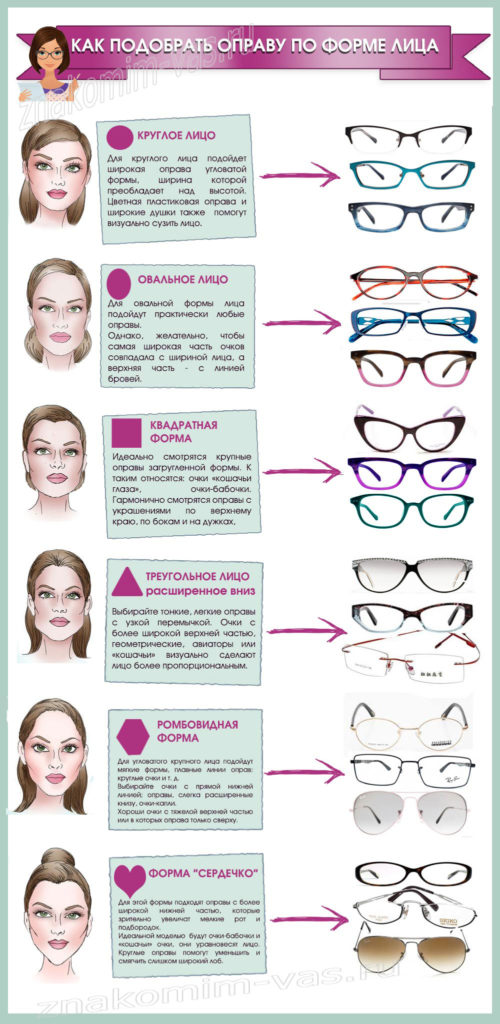 КАК ПОДОБРАТЬ ОПРАВУ ПО ФОРМЕ ЛИЦА
znakomim-vas.ru
КРУГЛОЕ ЛИЦО
Для круглого лица подойдет
широкая оправа угловатой
формы, ширина которой
преобладает над высотой.
Цветная пластиковая оправа и
широкие душки также помогут
визуально сузить лицо.
ОВАЛЬНОЕ ЛИЦО
Для овальной формы лица
подойдут практически любые
оправы.
Однако, желательно, чтобы
самая широкая часть очков
совпадала с шириной лица, а
верхняя часть - с линией
бровей.
КВАДРАТНАЯ
ФОРМА
Идеально смотрятся крупные
оправы загругленной формы. К
таким относятся: очки «кошачьи
глаза», очки-бабочки.
Гармонично смотрятся оправы с
украшениями по верхнему
краю, по бокам и на дужках,
ТРЕУГОЛЬНОЕ ЛИЦО
расширенное вниз
Выбирайте тонкие, легкие оправы
с узкой перемычкой. Очки с
более широкой верхней частью,
геометрические, авиаторы или
«кошачьи» визуально сделают
лицо более пропорциональным.
РОМБОВИДНАЯ
ФОРМА
Для угловатого крупного лица подойдут
мягкие формы, плавные линии оправ:
круглые очки и т. д.
Выбирайте очки с прямой нижней
линией: оправы, слегка расширенные
книзу, очки-капли.
Хороши очки с тяжелой верхней частью
или в которых оправа только сверху.
Ray-Ban
ФОРМА "СЕРДЕЧКО"
Для этой формы подходят оправы с более
широкой нижней частью, которые
зрительно увеличат мелкие рот и
подбородок.
Идеальной моделью будут очки-бабочки и
«кошачьи» очки, они уравновесят лицо.
Круглые оправы помогут уменьшить и
смягчить слишком широкий лоб.
SEIKO
znakomim-vas.ru